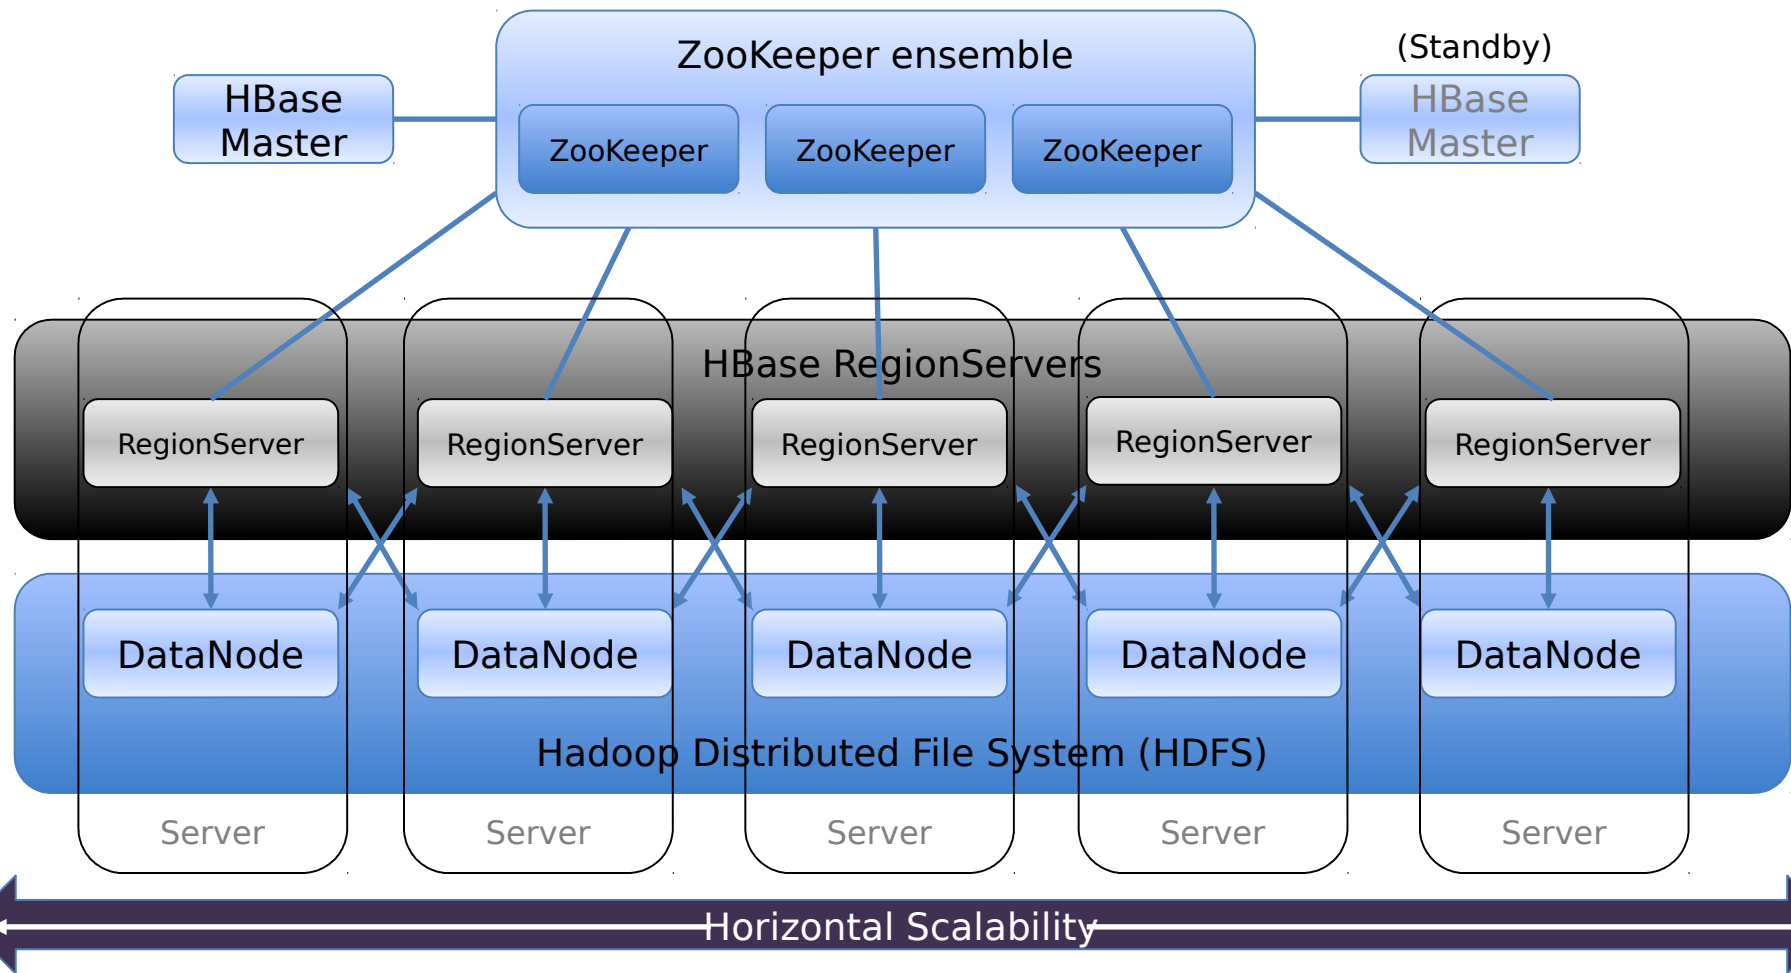 ZooKeeper ensemble
(Standby)
HBase
Master
HBase
Master
ZooKeeper
ZooKeeper
ZooKeeper
HBase RegionServers
RegionServer
RegionServer
RegionServer
RegionServer
RegionServer
DataNode
DataNode
DataNode
DataNode
DataNode
Hadoop Distributed File System (HDFS)
Server
Server
Server
Server
Server
Horizontal Scalability